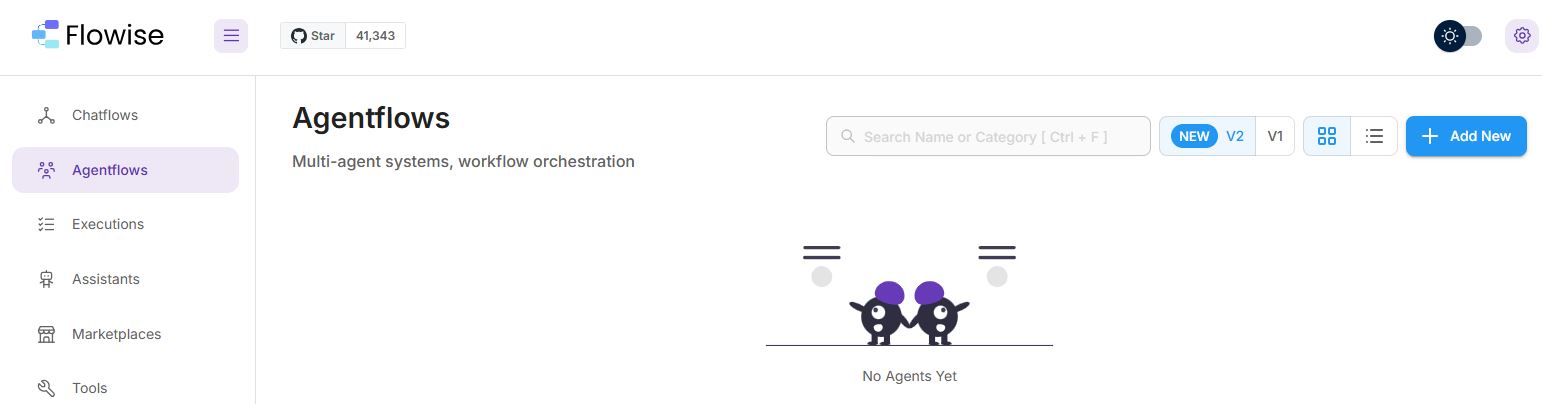 Flowise
Star 41,343
Chatflows
Agentflows
Executions
Assistants
Marketplaces
Tools
Agentflows
Multi-agent systems, workflow orchestration
Search Name or Category [ Ctrl + F ]
NEW V2 V1
Add New
No Agents Yet